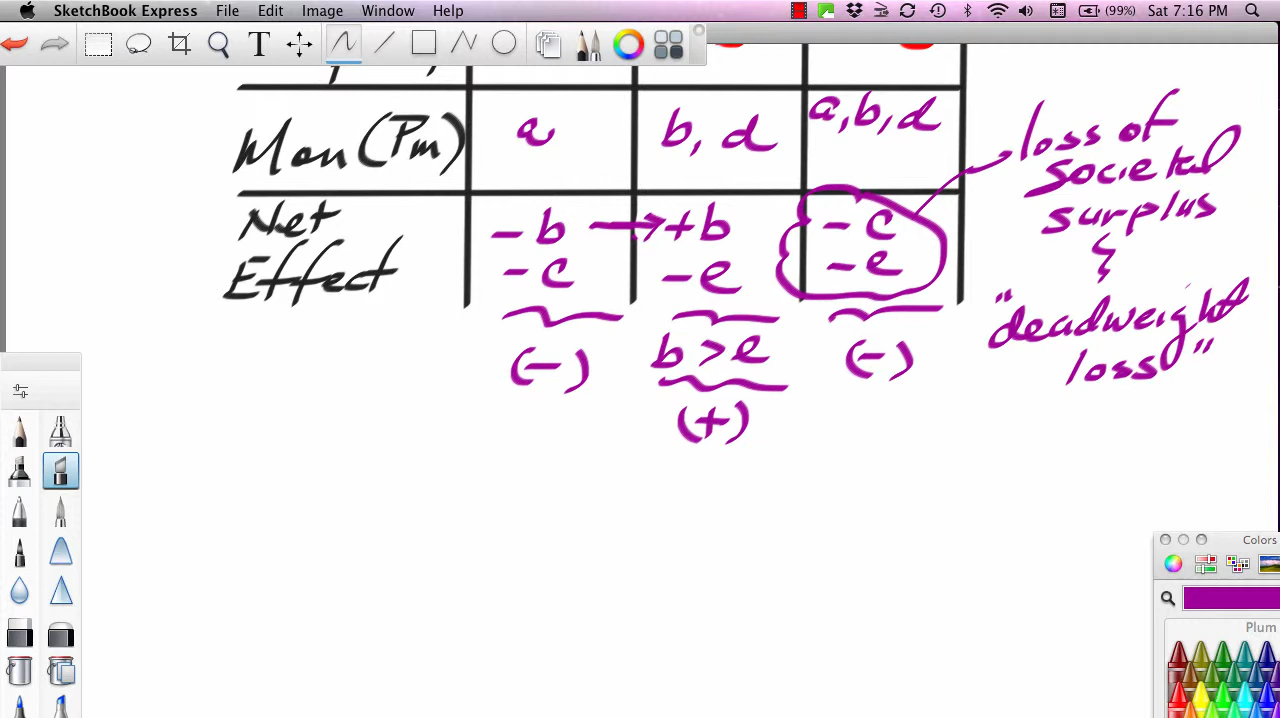 SketchBook Express File Edit Image Window Help (99%) Sat 7:16 PM
T
Mon (Pm) a b, d a, b, d
Net Effect
- b → + b - c
- c - e - e
(-) b > e (-)
(+)
loss of
societal
surplus
&
"deadweight
loss"
Colors
Plum